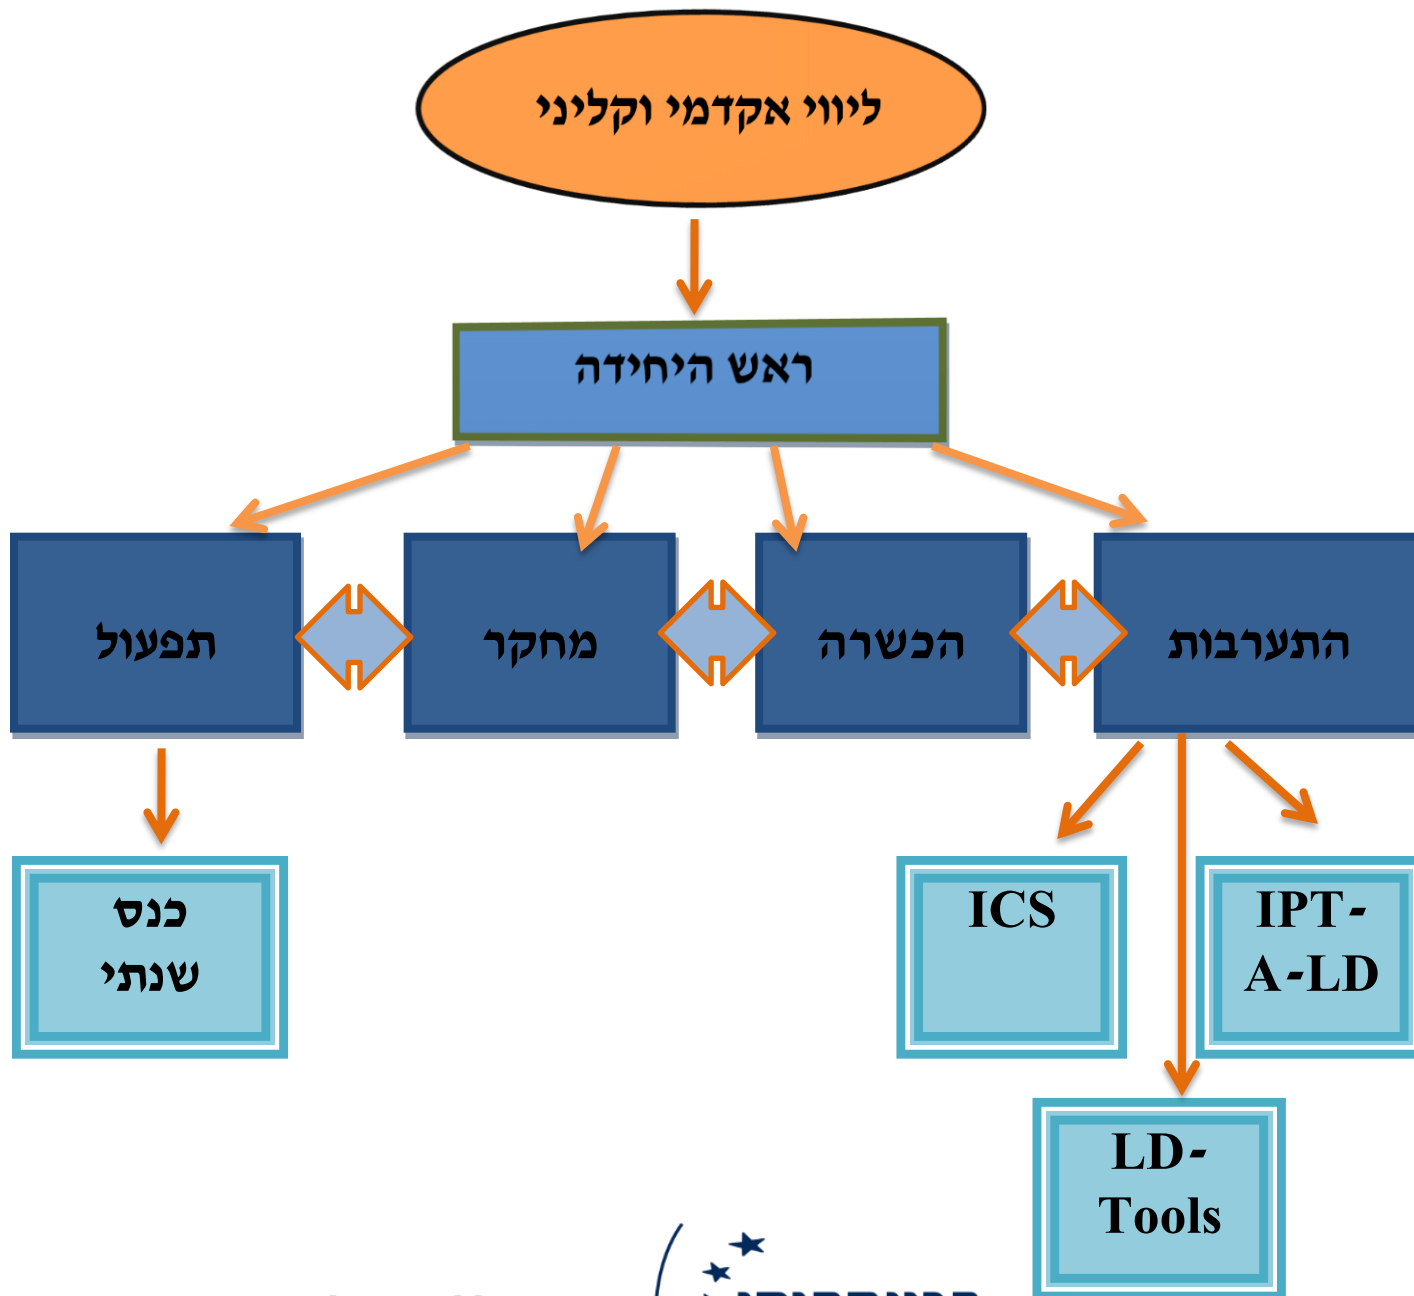 ליווי אקדמי וקליני
ראש היחידה
התערבות
הכשרה
מחקר
תפעול
IPT-
A-LD
ICS
כנס
שנתי
LD-
Tools